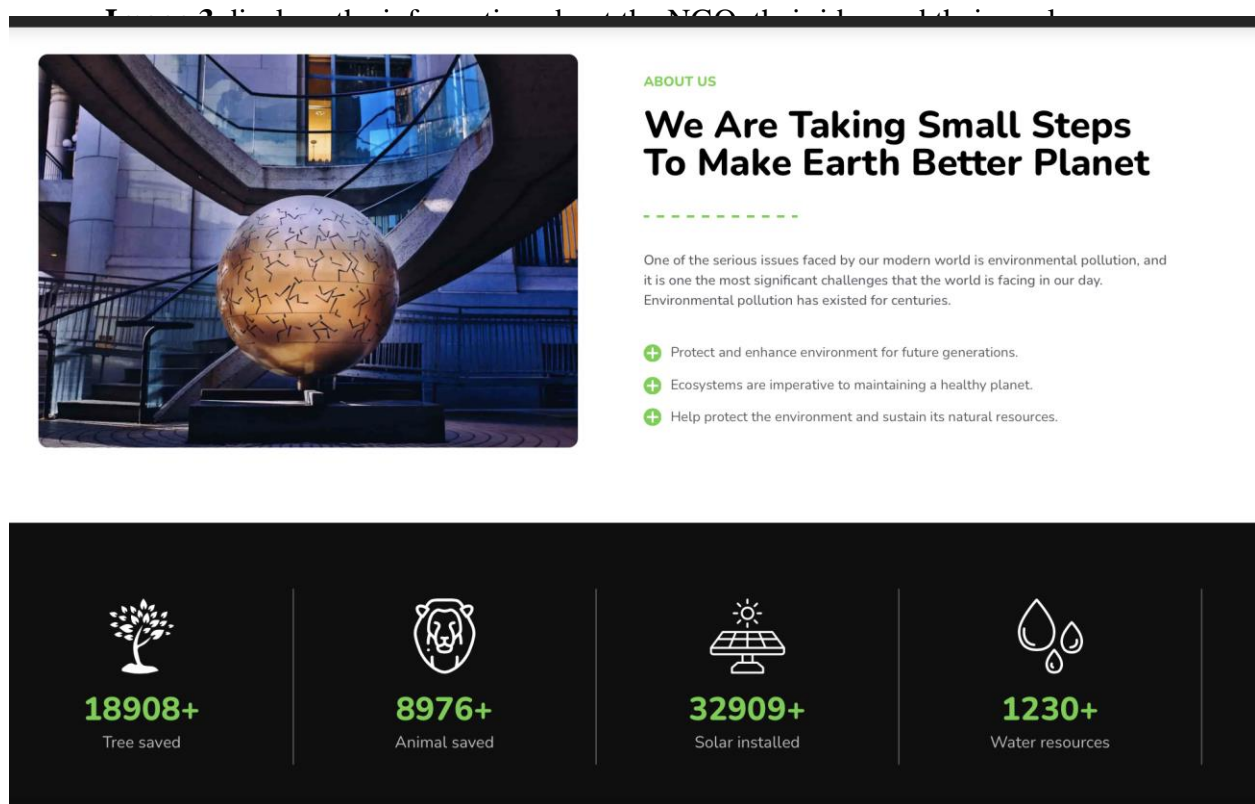 ABOUT US
We Are Taking Small Steps
To Make Earth Better Planet
One of the serious issues faced by our modern world is environmental pollution, and
it is one the most significant challenges that the world is facing in our day.
Environmental pollution has existed for centuries.
Protect and enhance environment for future generations.
Ecosystems are imperative to maintaining a healthy planet.
Help protect the environment and sustain its natural resources.
18908+
Tree saved
8976+
Animal saved
32909+
Solar installed
1230+
Water resources